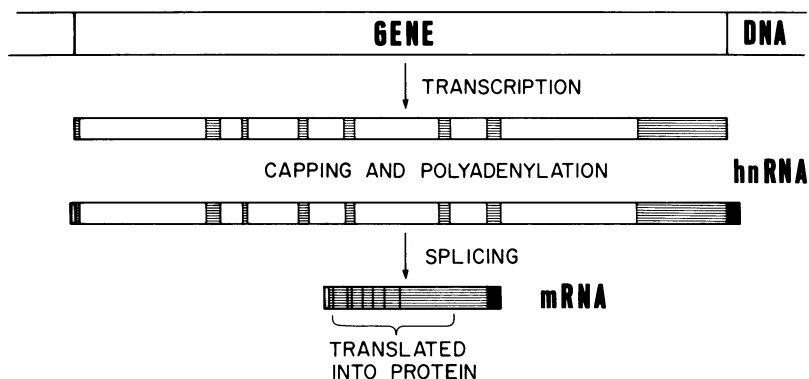 GENE
DNA
TRANSCRIPTION
CAPPING AND POLYADENYLATION
hnRNA
SPLICING
mRNA
TRANSLATED
INTO PROTEIN